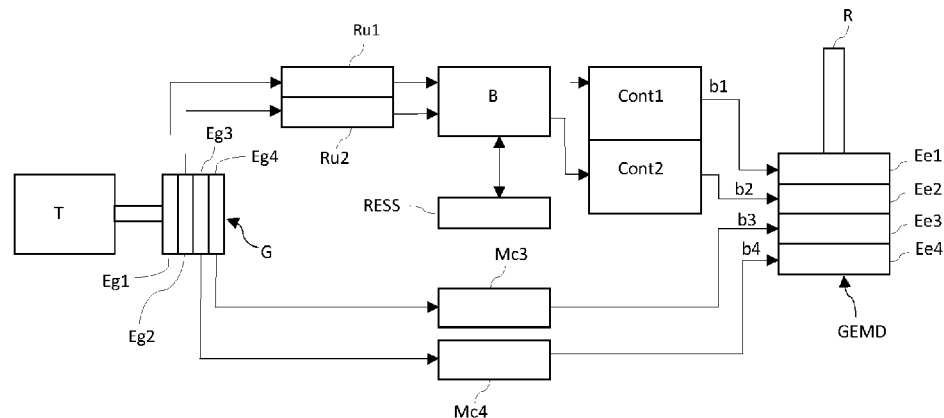 R
Ru1
B
Cont1
b1
Eg3
Eg4
Ru2
Cont2
Ee1
b2
Ee2
T
RESS
b3
Ee3
G
b4
Ee4
Eg1
Mc3
Eg2
GEMD
Mc4